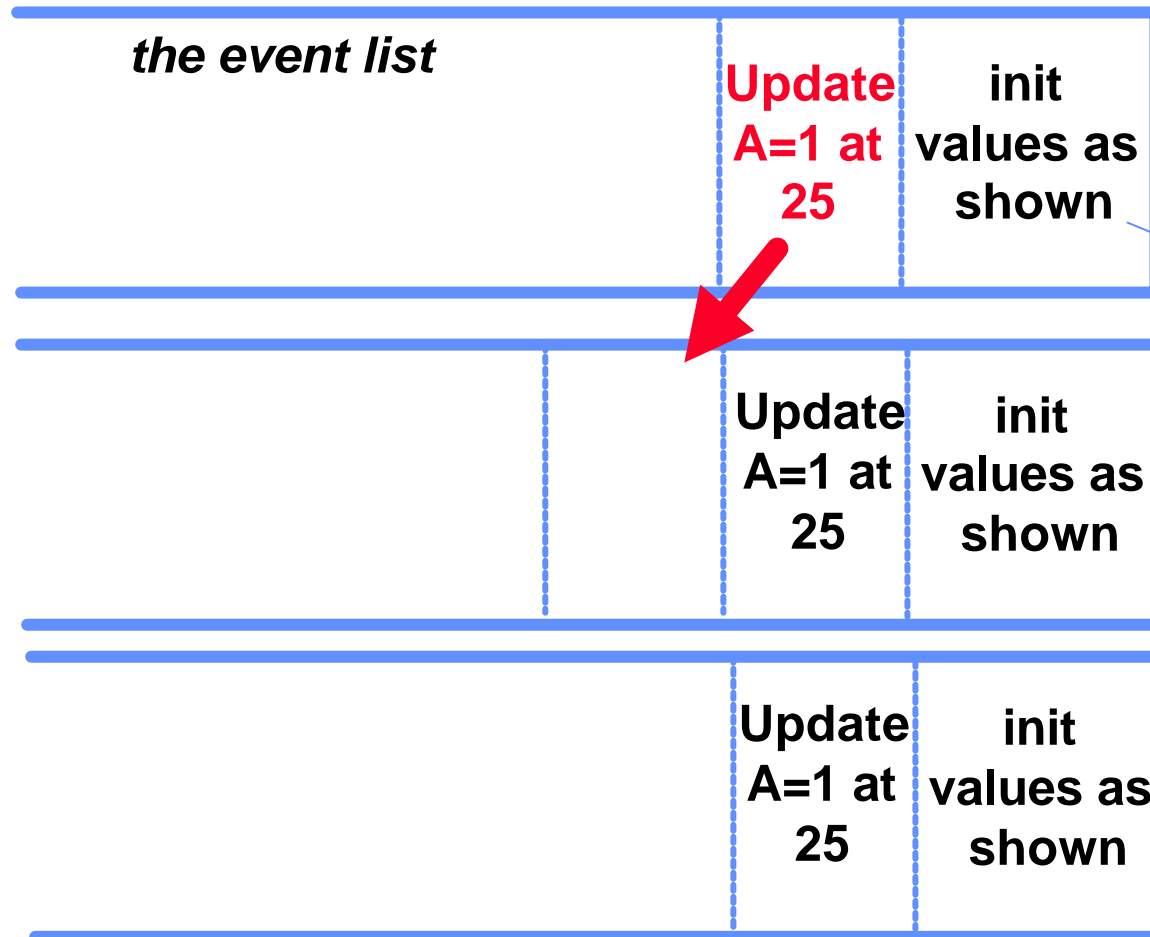 the event list
Update
A=1 at
25
init
values as
shown
Update
A=1 at
25
init
values as
shown
Update
A=1 at
25
init
values as
shown